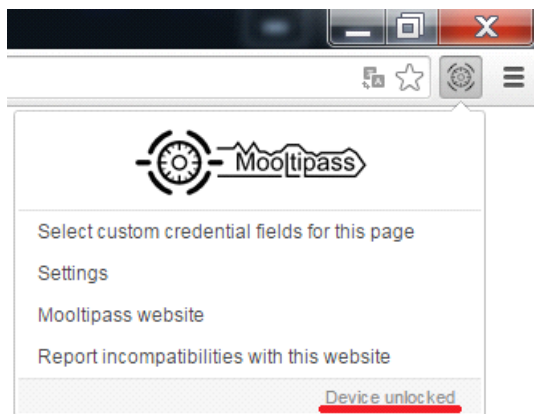 Mooltipass
Select custom credential fields for this page
Settings
Mooltipass website
Report incompatibilities with this website
Device unlocked